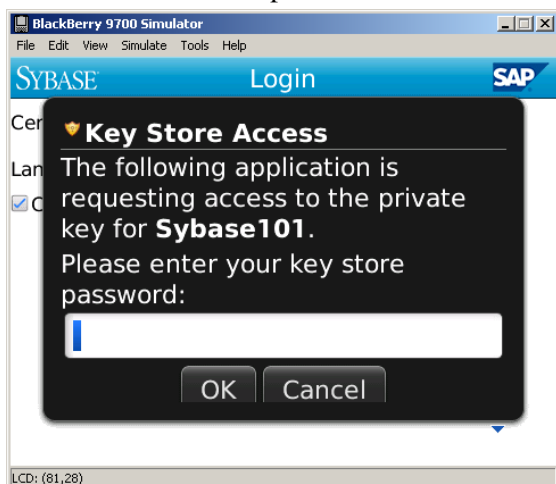 BlackBerry 9700 Simulator
File Edit View Simulate Tools Help
SYBASE Login SAP
Cer
Key Store Access
The following application is
Lan
requesting access to the private
C
key for Sybase101.
Please enter your key store
password:
OK Cancel
LCD: (81,28)